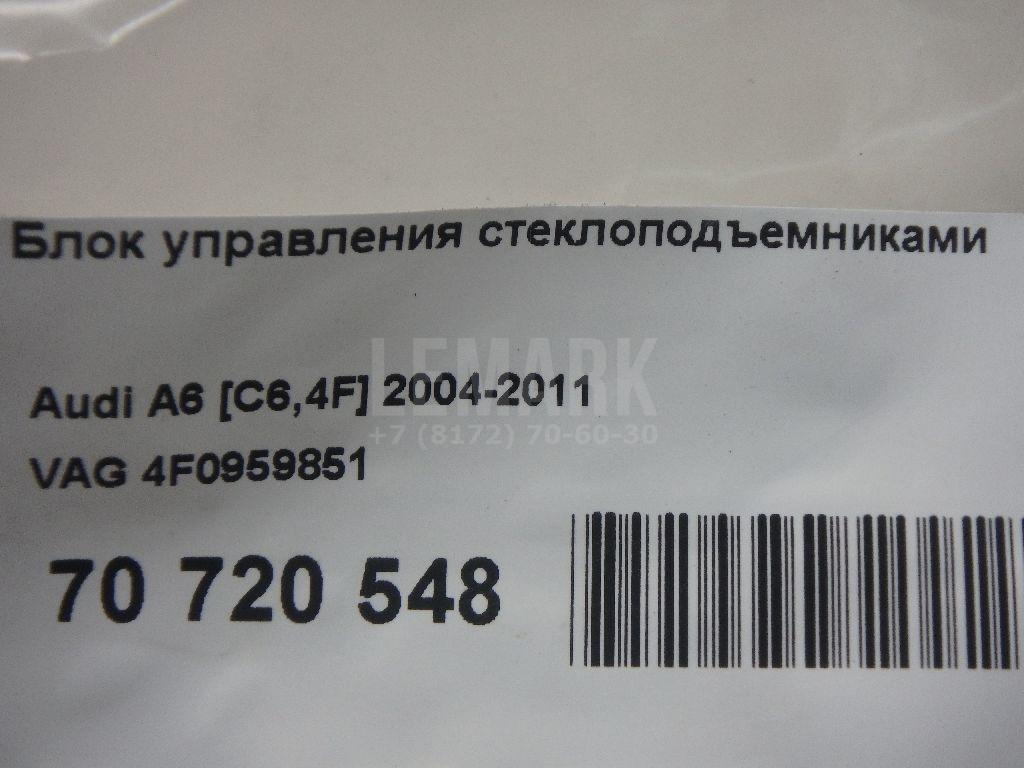 Блок управления стеклоподъемниками
LEMARK
Audi A6 [C6,4F] 2004-2011
+7 (8172) 70-60-30
VAG 4F0959851
70 720 548